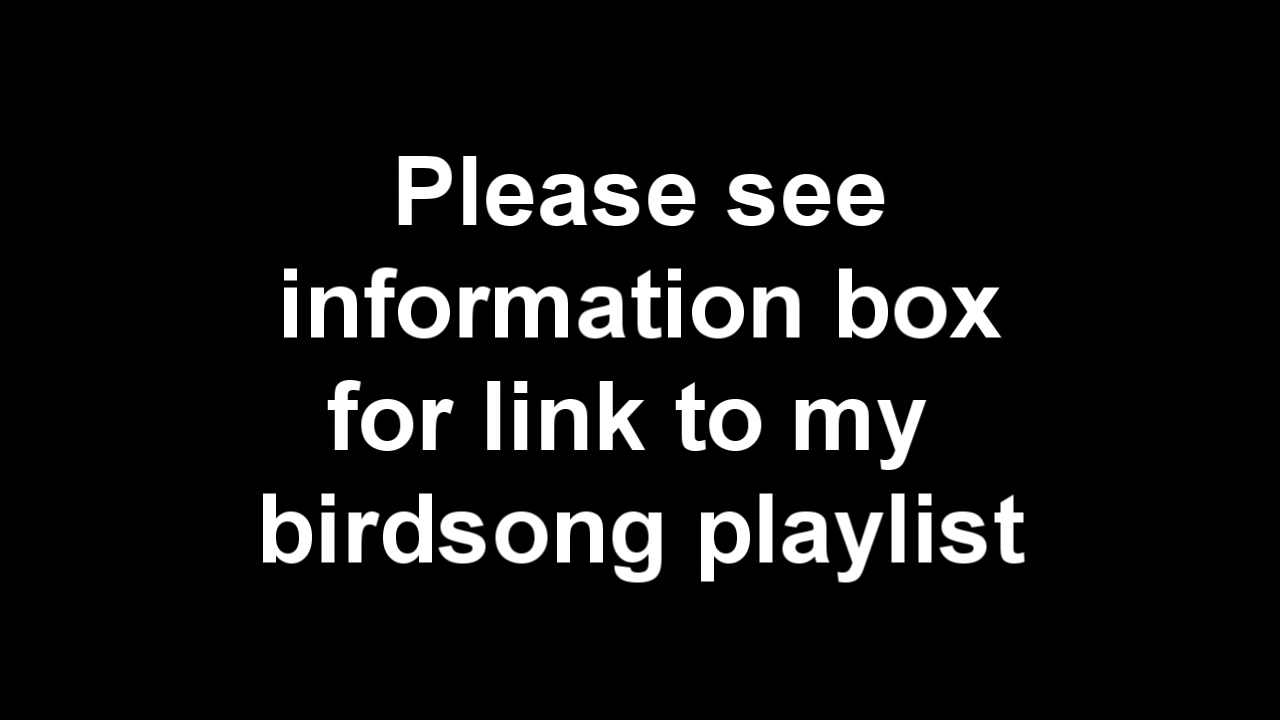 Please see
information box
for link to my
birdsong playlist